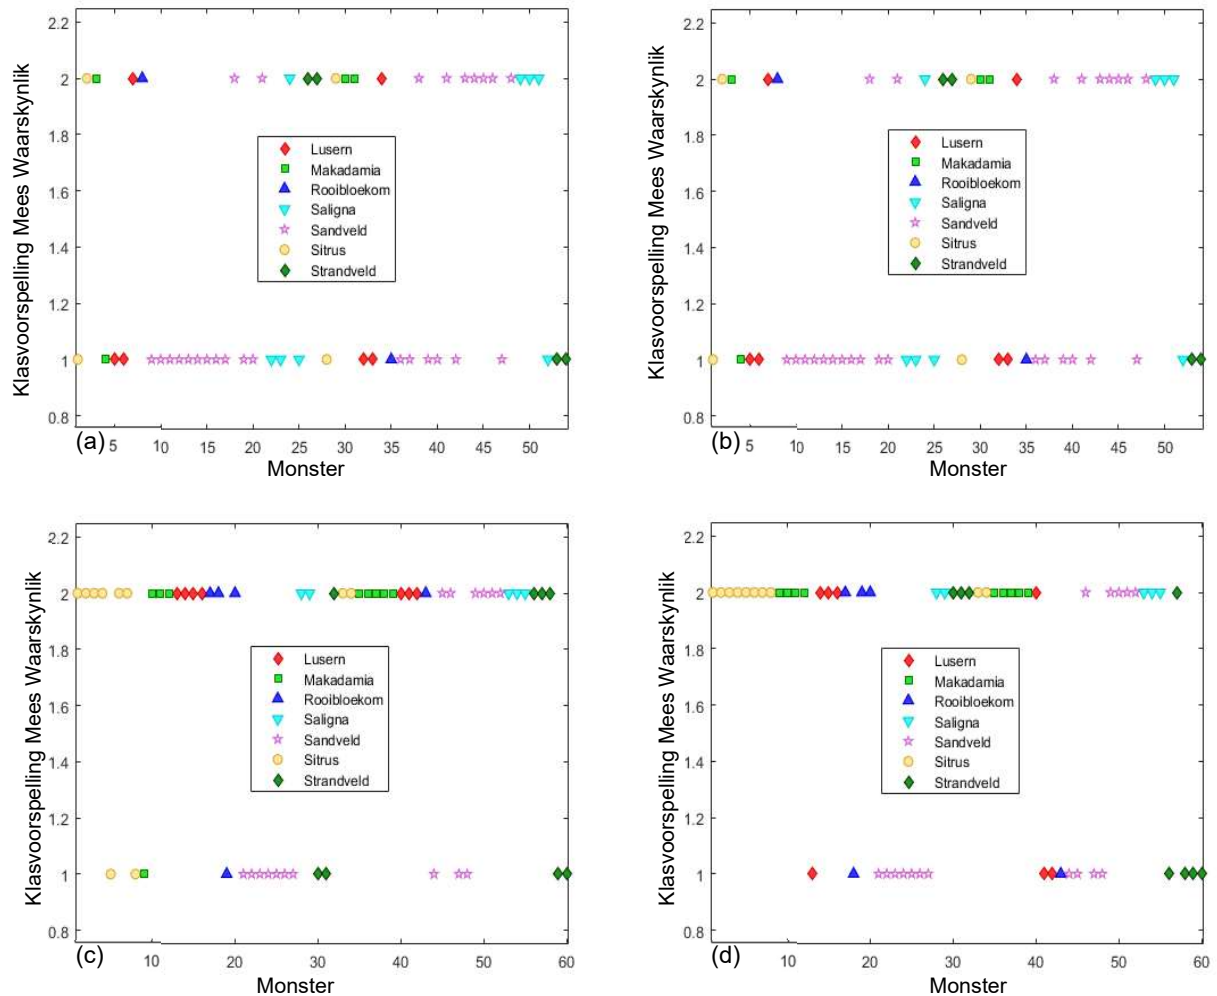 2.2
2
1.8
1.6
1.4
1.2
1
0.8
Klasvoorspelling Mees Waarskynlik
Lusern
Makadamia
Rooibloekom
Saligna
Sandveld
Sitrus
Strandveld
(a) 5 10 15 20 25 30 35 40 45 50
Monster
2.2
2
1.8
1.6
1.4
1.2
1
0.8
Klasvoorspelling Mees Waarskynlik
Lusern
Makadamia
Rooibloekom
Saligna
Sandveld
Sitrus
Strandveld
(b) 5 10 15 20 25 30 35 40 45 50
Monster
2.2
2
1.8
1.6
1.4
1.2
1
0.8
Klasvoorspelling Mees Waarskynlik
Lusern
Makadamia
Rooibloekom
Saligna
Sandveld
Sitrus
Strandveld
(c) 10 20 30 40 50 60
Monster
2.2
2
1.8
1.6
1.4
1.2
1
0.8
Klasvoorspelling Mees Waarskynlik
Lusern
Makadamia
Rooibloekom
Saligna
Sandveld
Sitrus
Strandveld
(d) 10 20 30 40 50 60
Monster